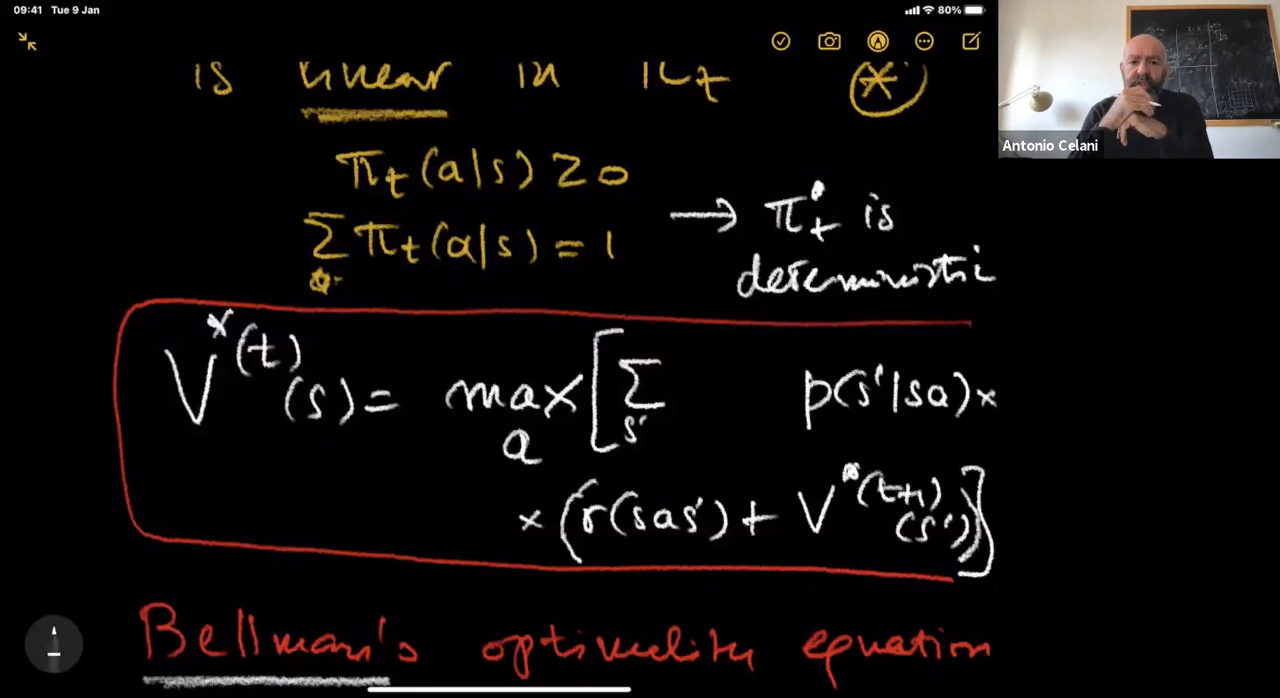 09:41 Tue 9 Jan
80%
is linear in π_t (*)
π_t(a|s) ≥ 0
Σ_a π_t(a|s) = 1
→ π*_t is
deterministic
V*^(t)(s) = max_a [Σ_s' p(s'|sa) ×
× (r(sas') + V*^(t+1)(s'))]
Bellman's optimality equation
Antonio Celani